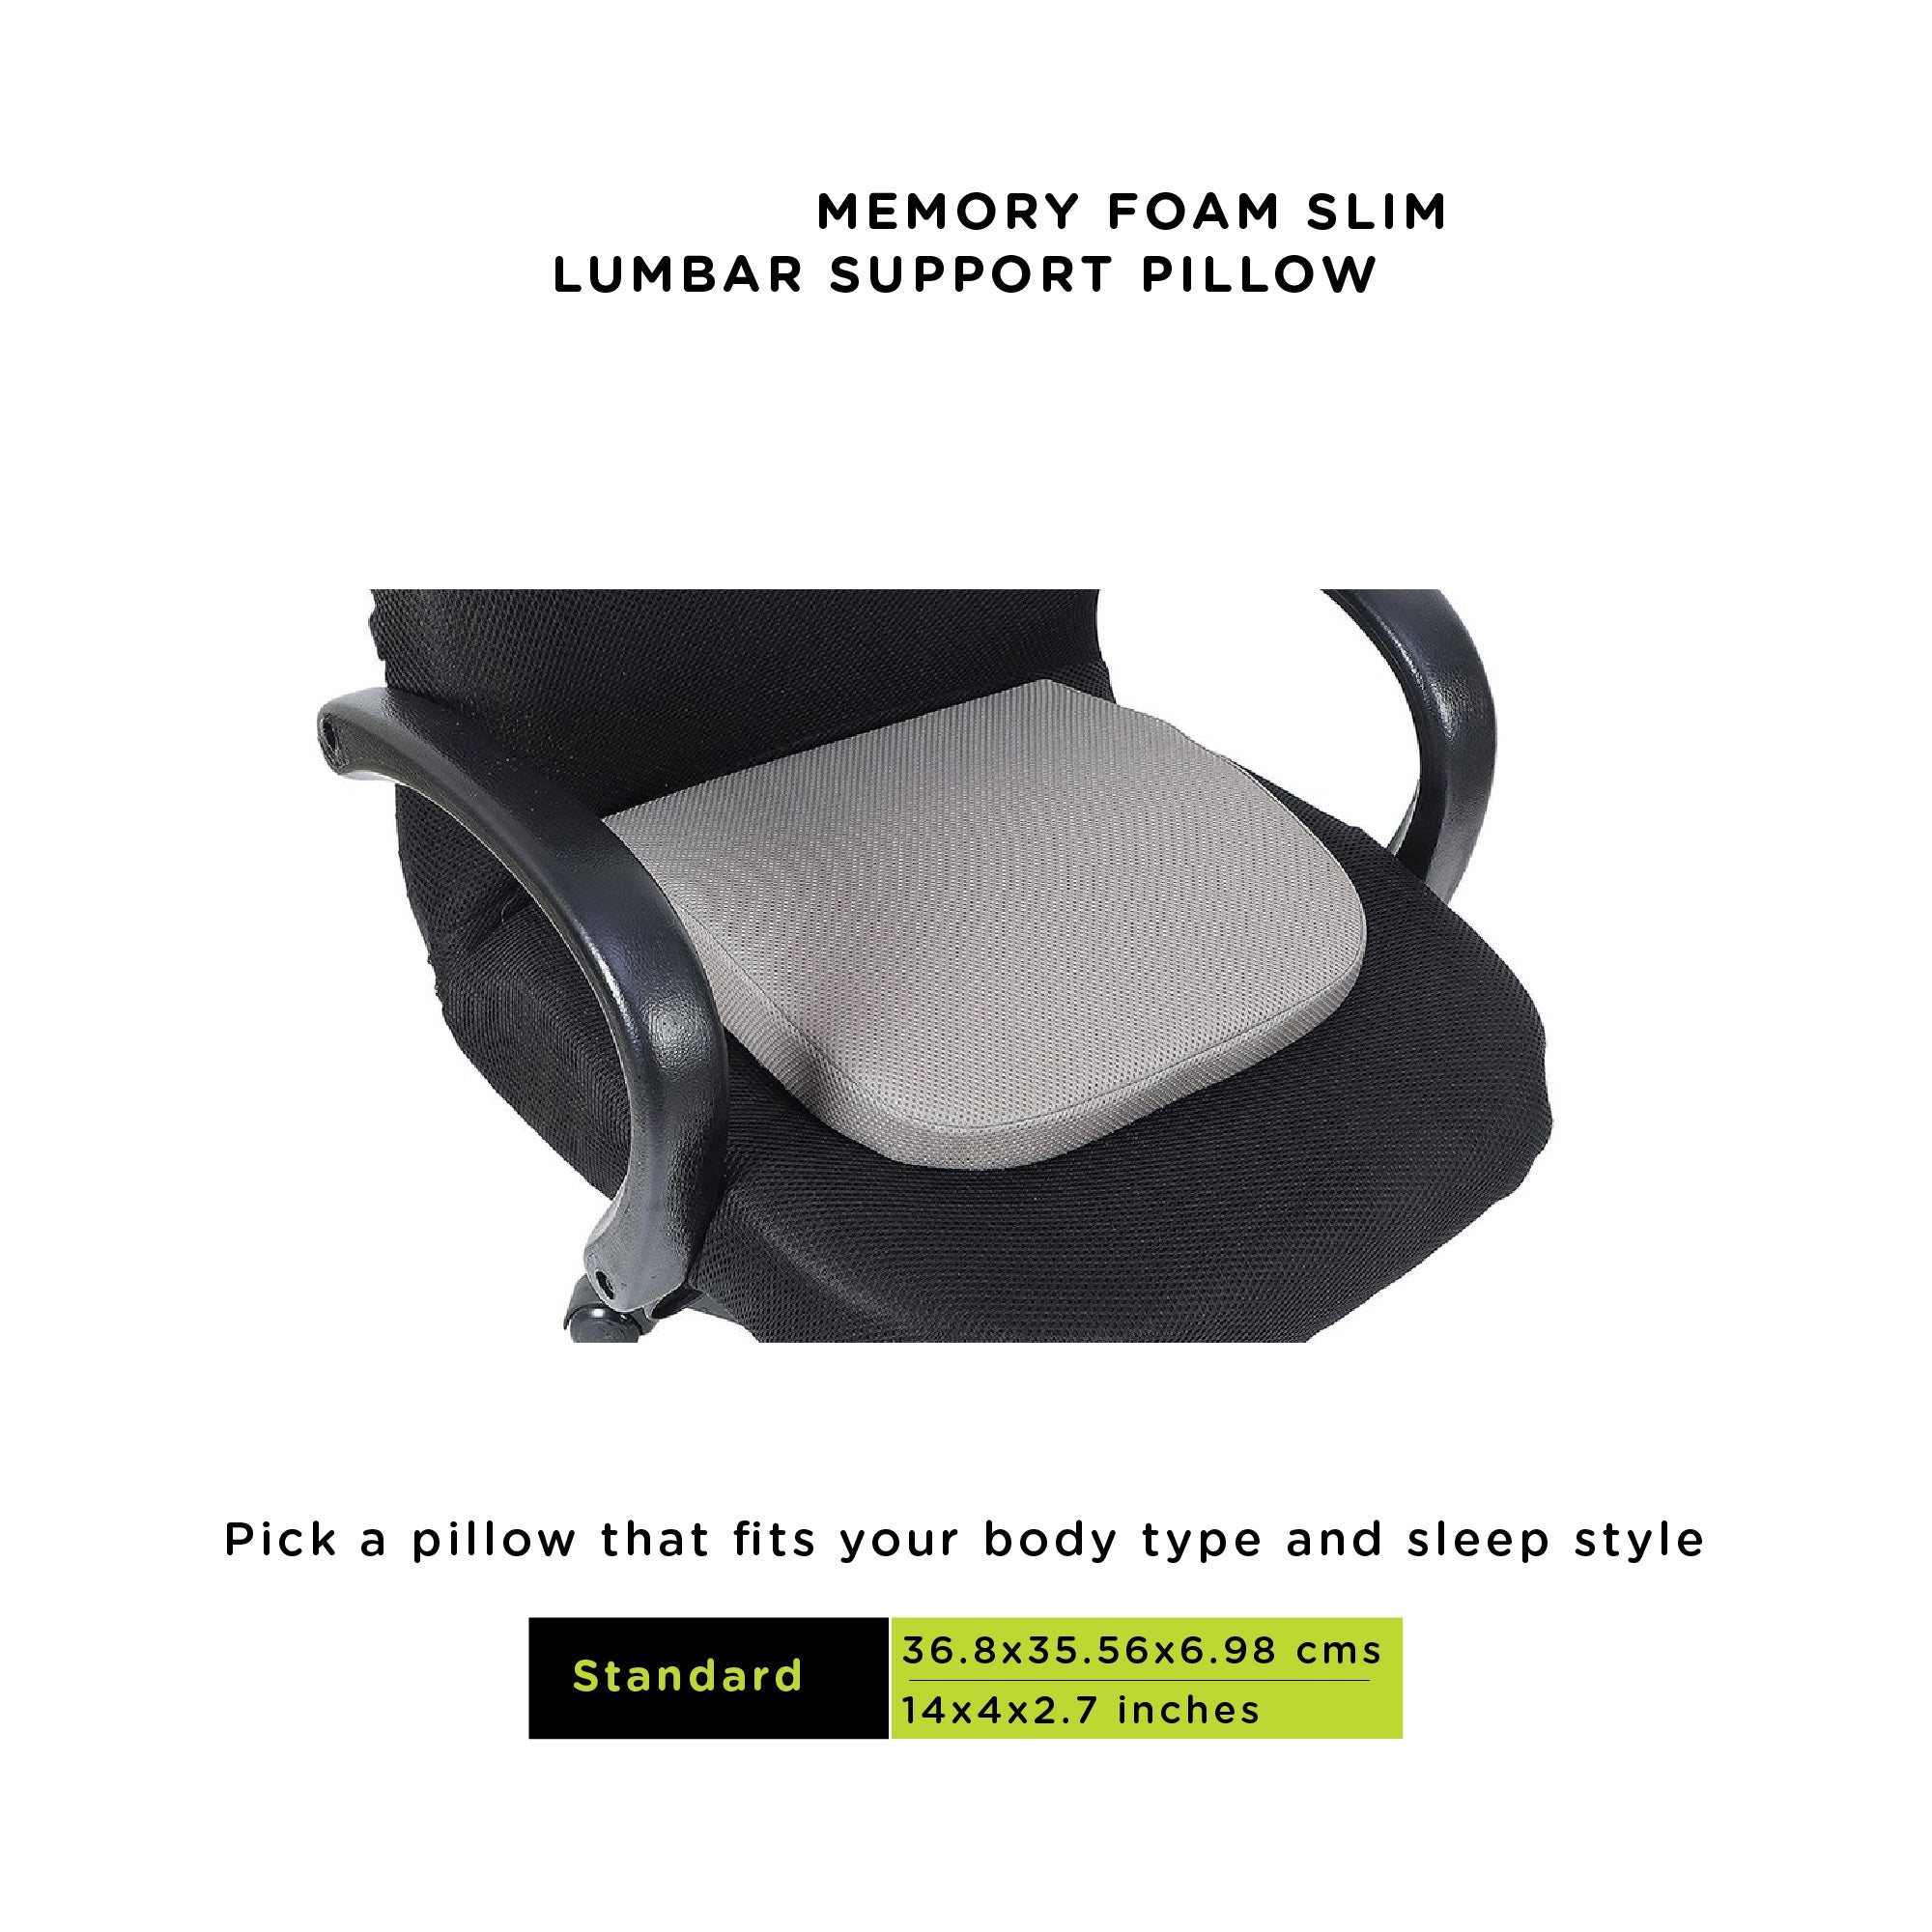 MEMORY FOAM SLIM
LUMBAR SUPPORT PILLOW
Pick a pillow that fits your body type and sleep style
Standard
36.8x35.56x6.98 cms
14x4x2.7 inches